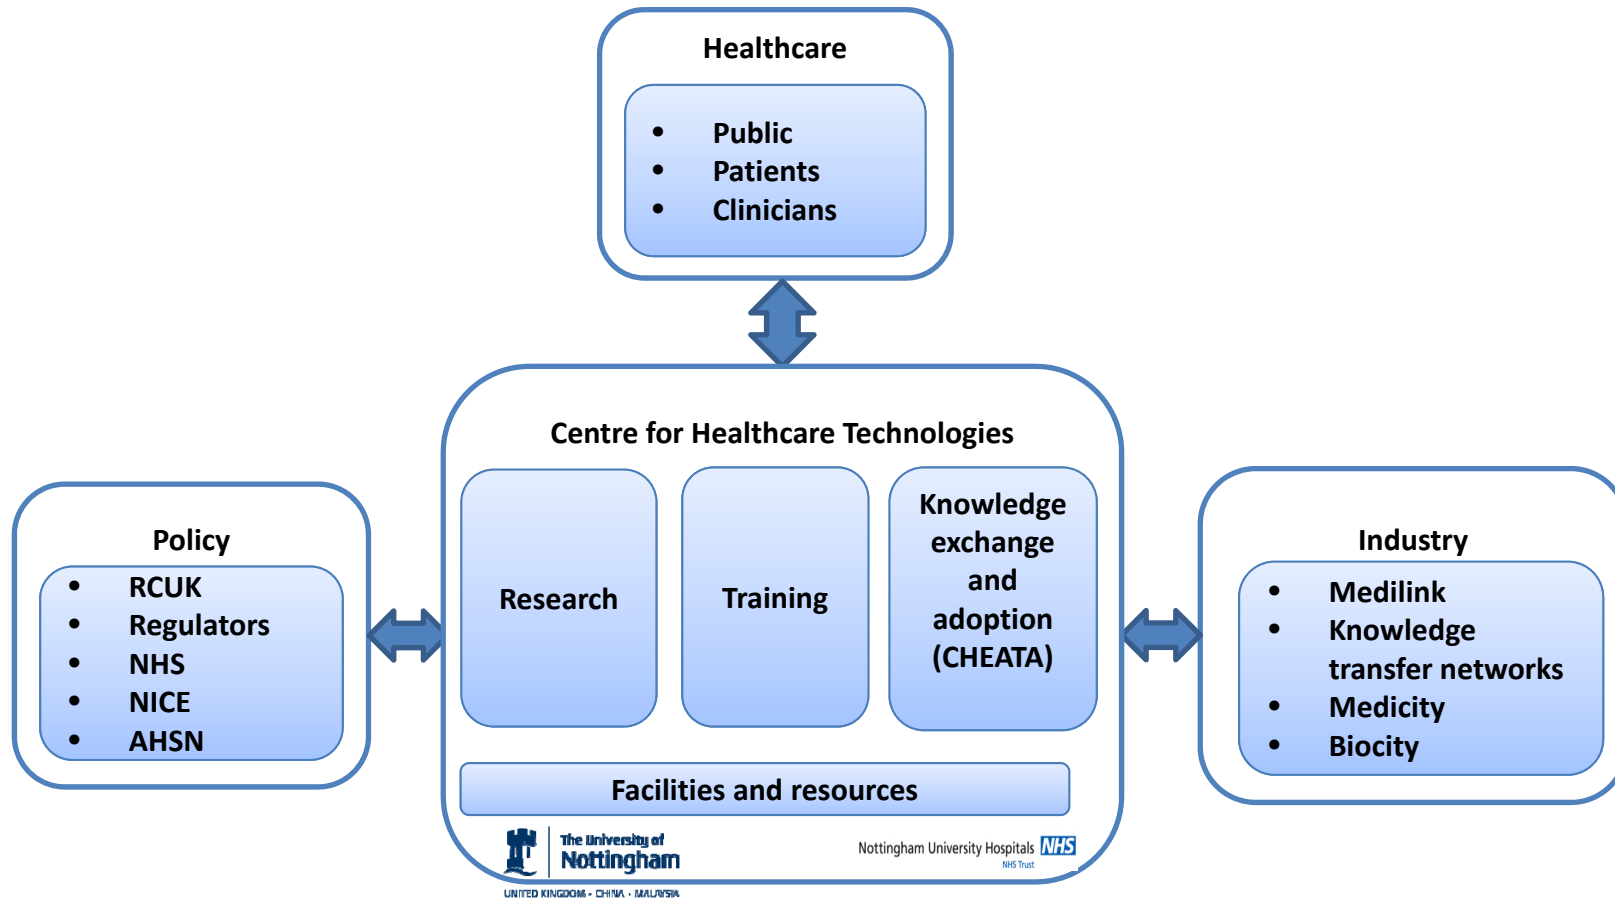 Healthcare
• Public
• Patients
• Clinicians
Centre for Healthcare Technologies
Research
Training
Knowledge
exchange
and
adoption
(CHEATA)
Facilities and resources
The University of
Nottingham
UNITED KINGDOM • CHINA • MALAYSIA
Nottingham University Hospitals NHS
NHS Trust
Policy
• RCUK
• Regulators
• NHS
• NICE
• AHSN
Industry
• Medilink
• Knowledge
transfer networks
• Medicity
• Biocity